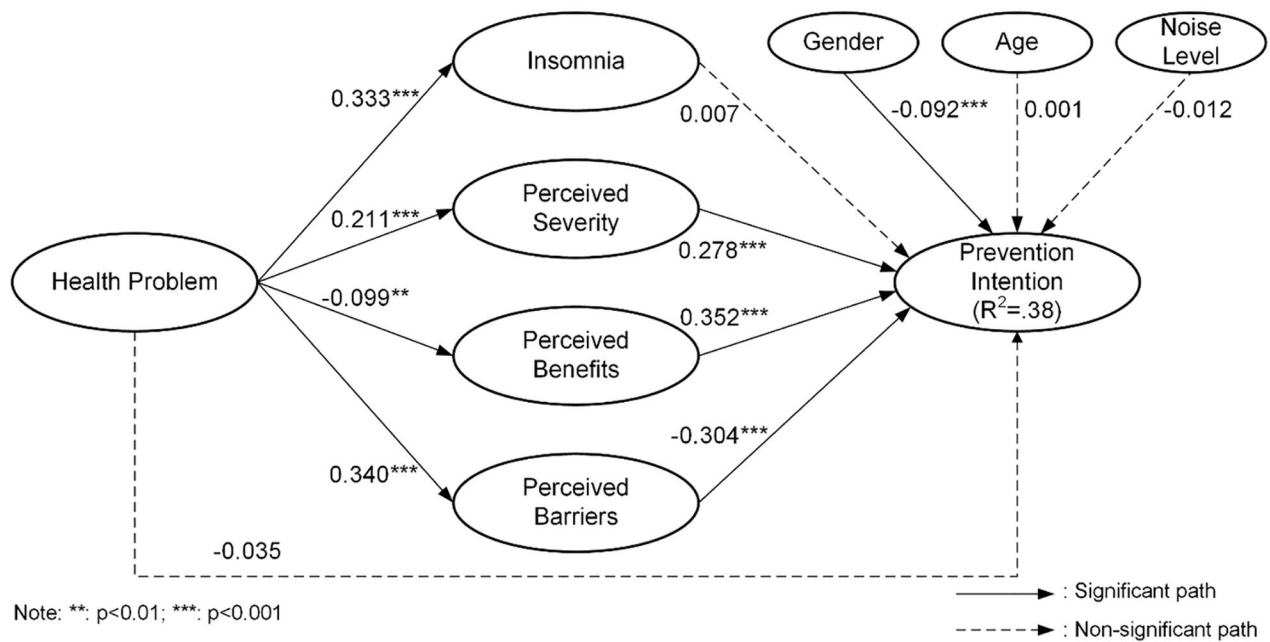 Insomnia
Gender
Age
Noise
Level
0.333***
0.007
-0.092***
0.001
-0.012
Perceived
Severity
0.211***
0.278***
Health Problem
Prevention
Intention
(R²=.38)
-0.099**
0.352***
Perceived
Benefits
-0.304***
0.340***
Perceived
Barriers
-0.035
Note: **: p<0.01; ***: p<0.001
: Significant path
: Non-significant path